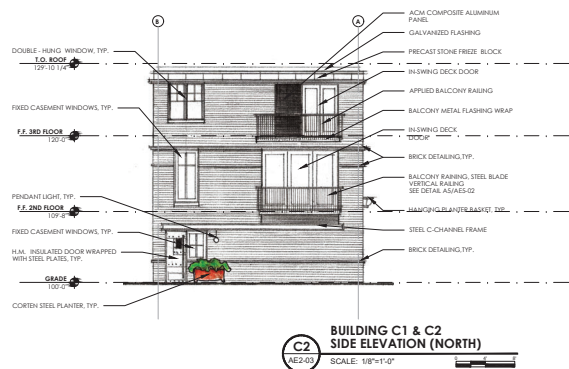 B
A
DOUBLE - HUNG WINDOW, TYP.
T.O. ROOF
129'-10 1/4"
FIXED CASEMENT WINDOWS, TYP.
F.F. 3RD FLOOR
120'-0"
PENDANT LIGHT, TYP.
F.F. 2ND FLOOR
109'-8"
FIXED CASEMENT WINDOWS, TYP.
H.M. INSULATED DOOR WRAPPED
WITH STEEL PLATES, TYP.
GRADE
100'-0"
CORTEN STEEL PLANTER, TYP.
ACM COMPOSITE ALUMINUM
PANEL
GALVANIZED FLASHING
PRECAST STONE FRIEZE BLOCK
IN-SWING DECK DOOR
APPLIED BALCONY RAILING
BALCONY METAL FLASHING WRAP
IN-SWING DECK
DOOR
BRICK DETAILING,TYP.
BALCONY RAINING, STEEL BLADE
VERTICAL RAILING
SEE DETAIL A5/AE5-02
HANGING PLANTER BASKET, TYP.
STEEL C-CHANNEL FRAME
BRICK DETAILING,TYP.
C2
AE2-03
BUILDING C1 & C2
SIDE ELEVATION (NORTH)
SCALE: 1/8"=1'-0"